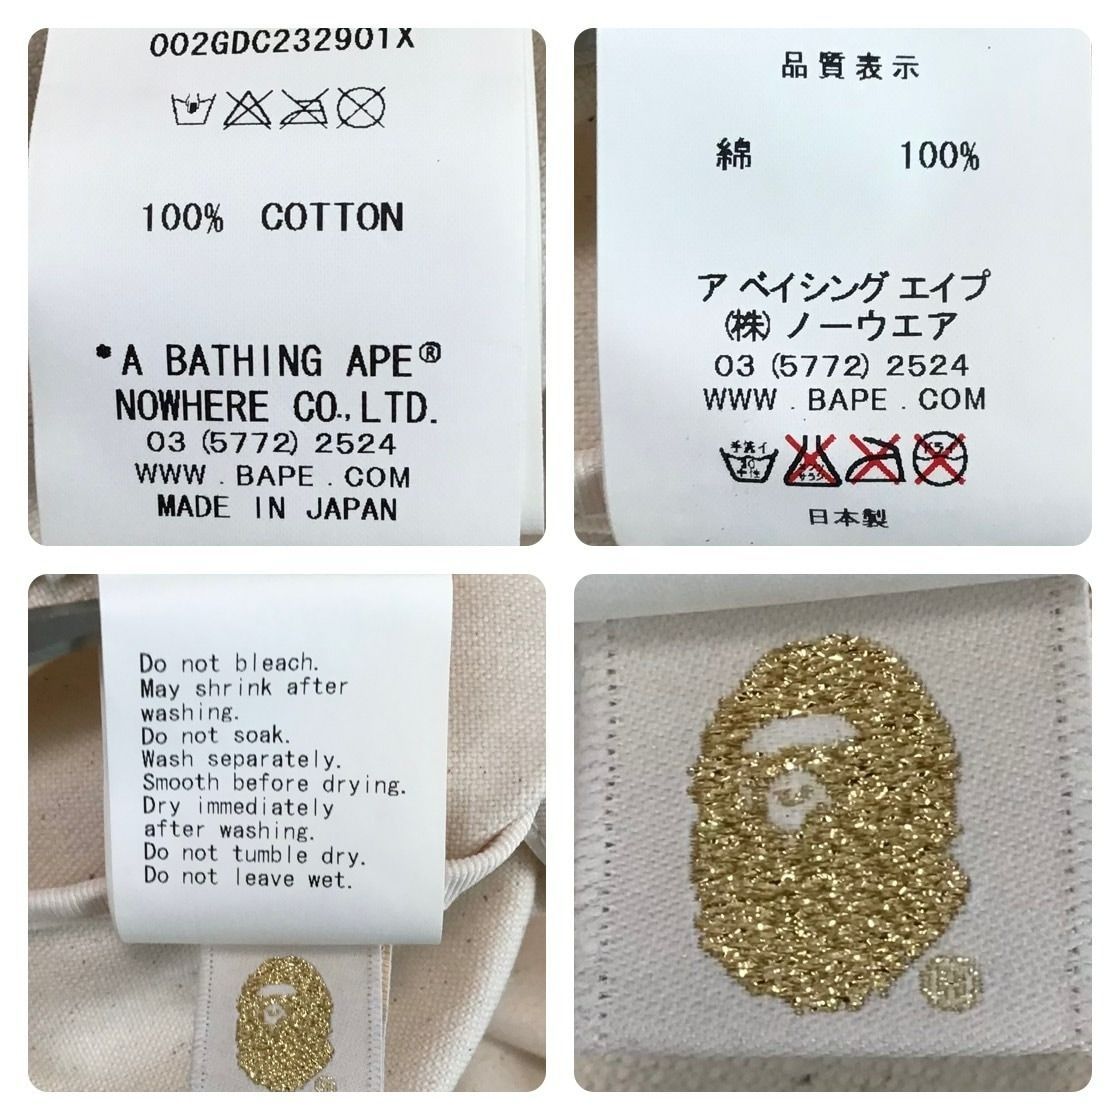 002GDC232901X
100% COTTON
*A BATHING APE®
NOWHERE CO.,LTD.
03 (5772) 2524
WWW . BAPE . COM
MADE IN JAPAN
品質表示
綿 100%
ア ベイシング エイプ
(株) ノーウエア
03 (5772) 2524
WWW . BAPE . COM
手洗イ
日本製
Do not bleach.
May shrink after
washing.
Do not soak.
Wash separately.
Smooth before drying.
Dry immediately
after washing.
Do not tumble dry.
Do not leave wet.